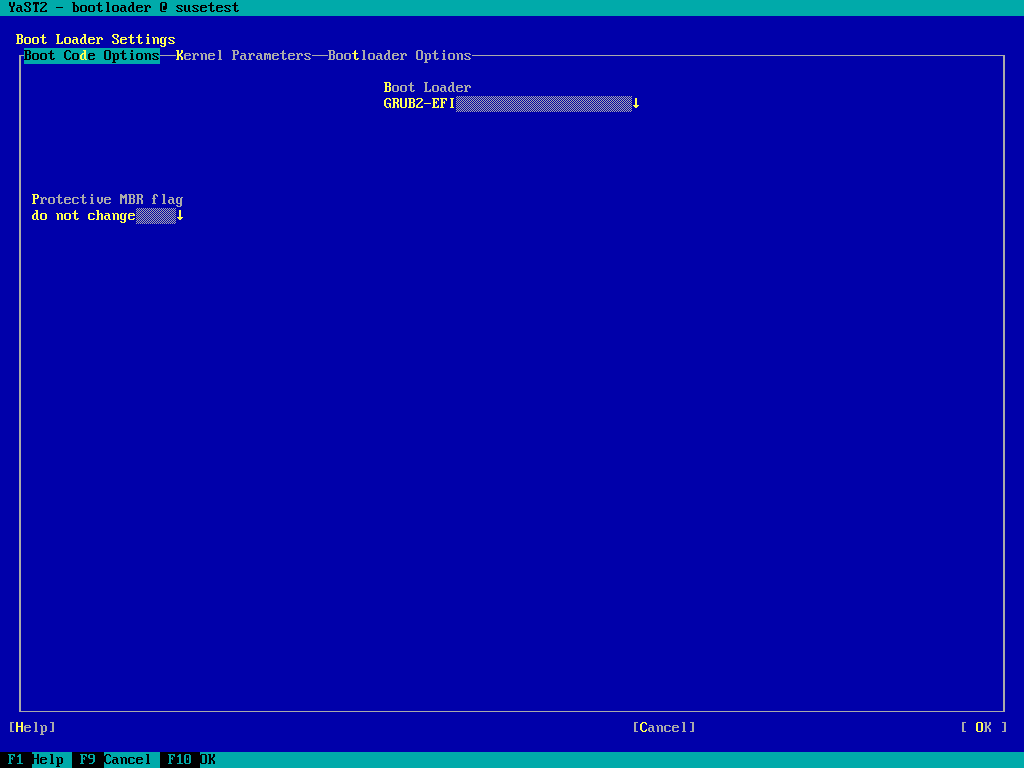 YaST2 - bootloader @ susetest
Boot Loader Settings
Boot Code Options Kernel Parameters Bootloader Options
Boot Loader
GRUB2-EFI ↓
Protective MBR flag
do not change ↓
[Help] [Cancel] [ OK ]
F1 Help F9 Cancel F10 OK